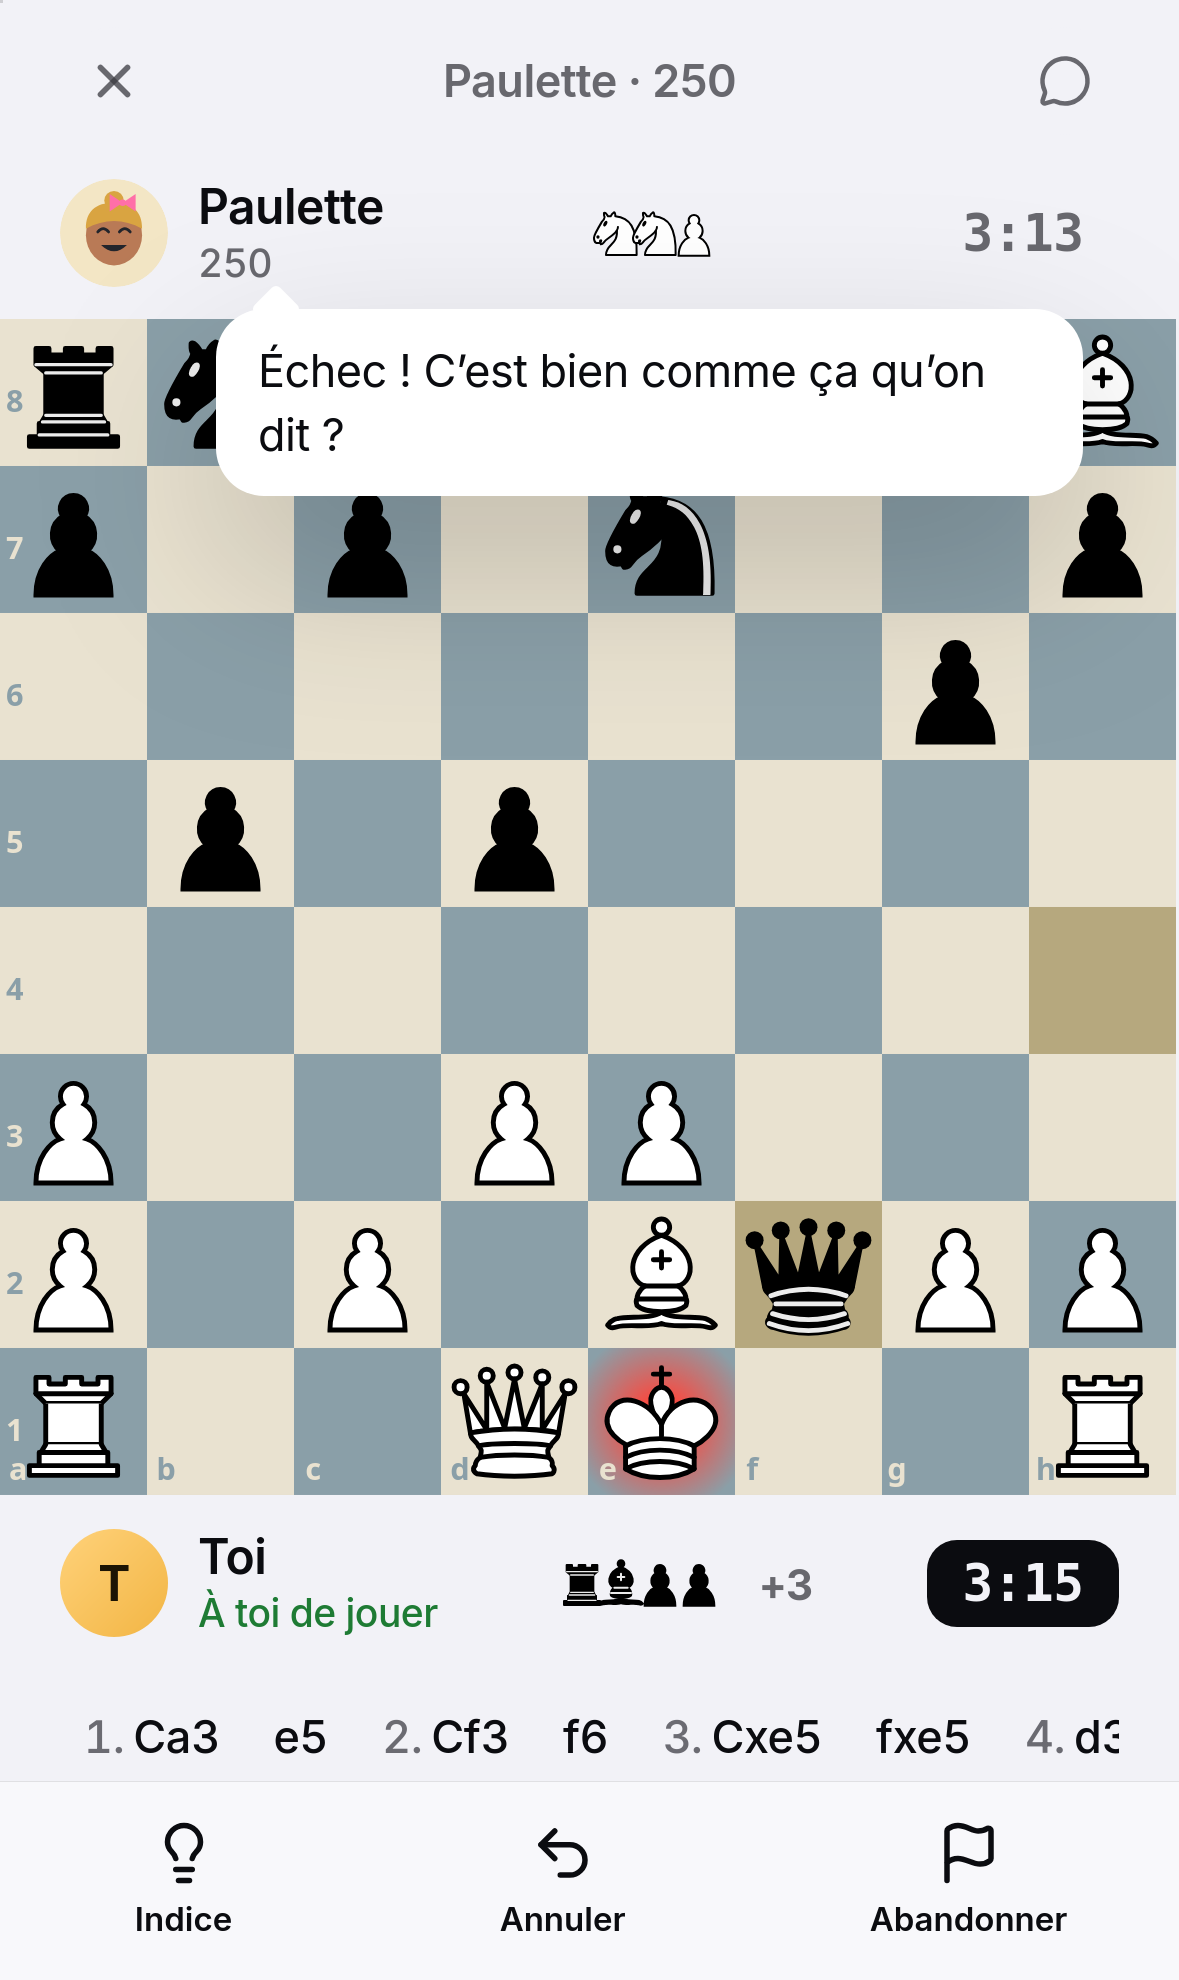 Paulette · 250
Paulette
250
3:13
Échec ! C’est bien comme ça qu’on
dit ?
8
7
6
5
4
3
2
1
a b c d e f g h
Toi
À toi de jouer
T
+3
3:15
1. Ca3 e5 2. Cf3 f6 3. Cxe5 fxe5 4. d3
Indice Annuler Abandonner